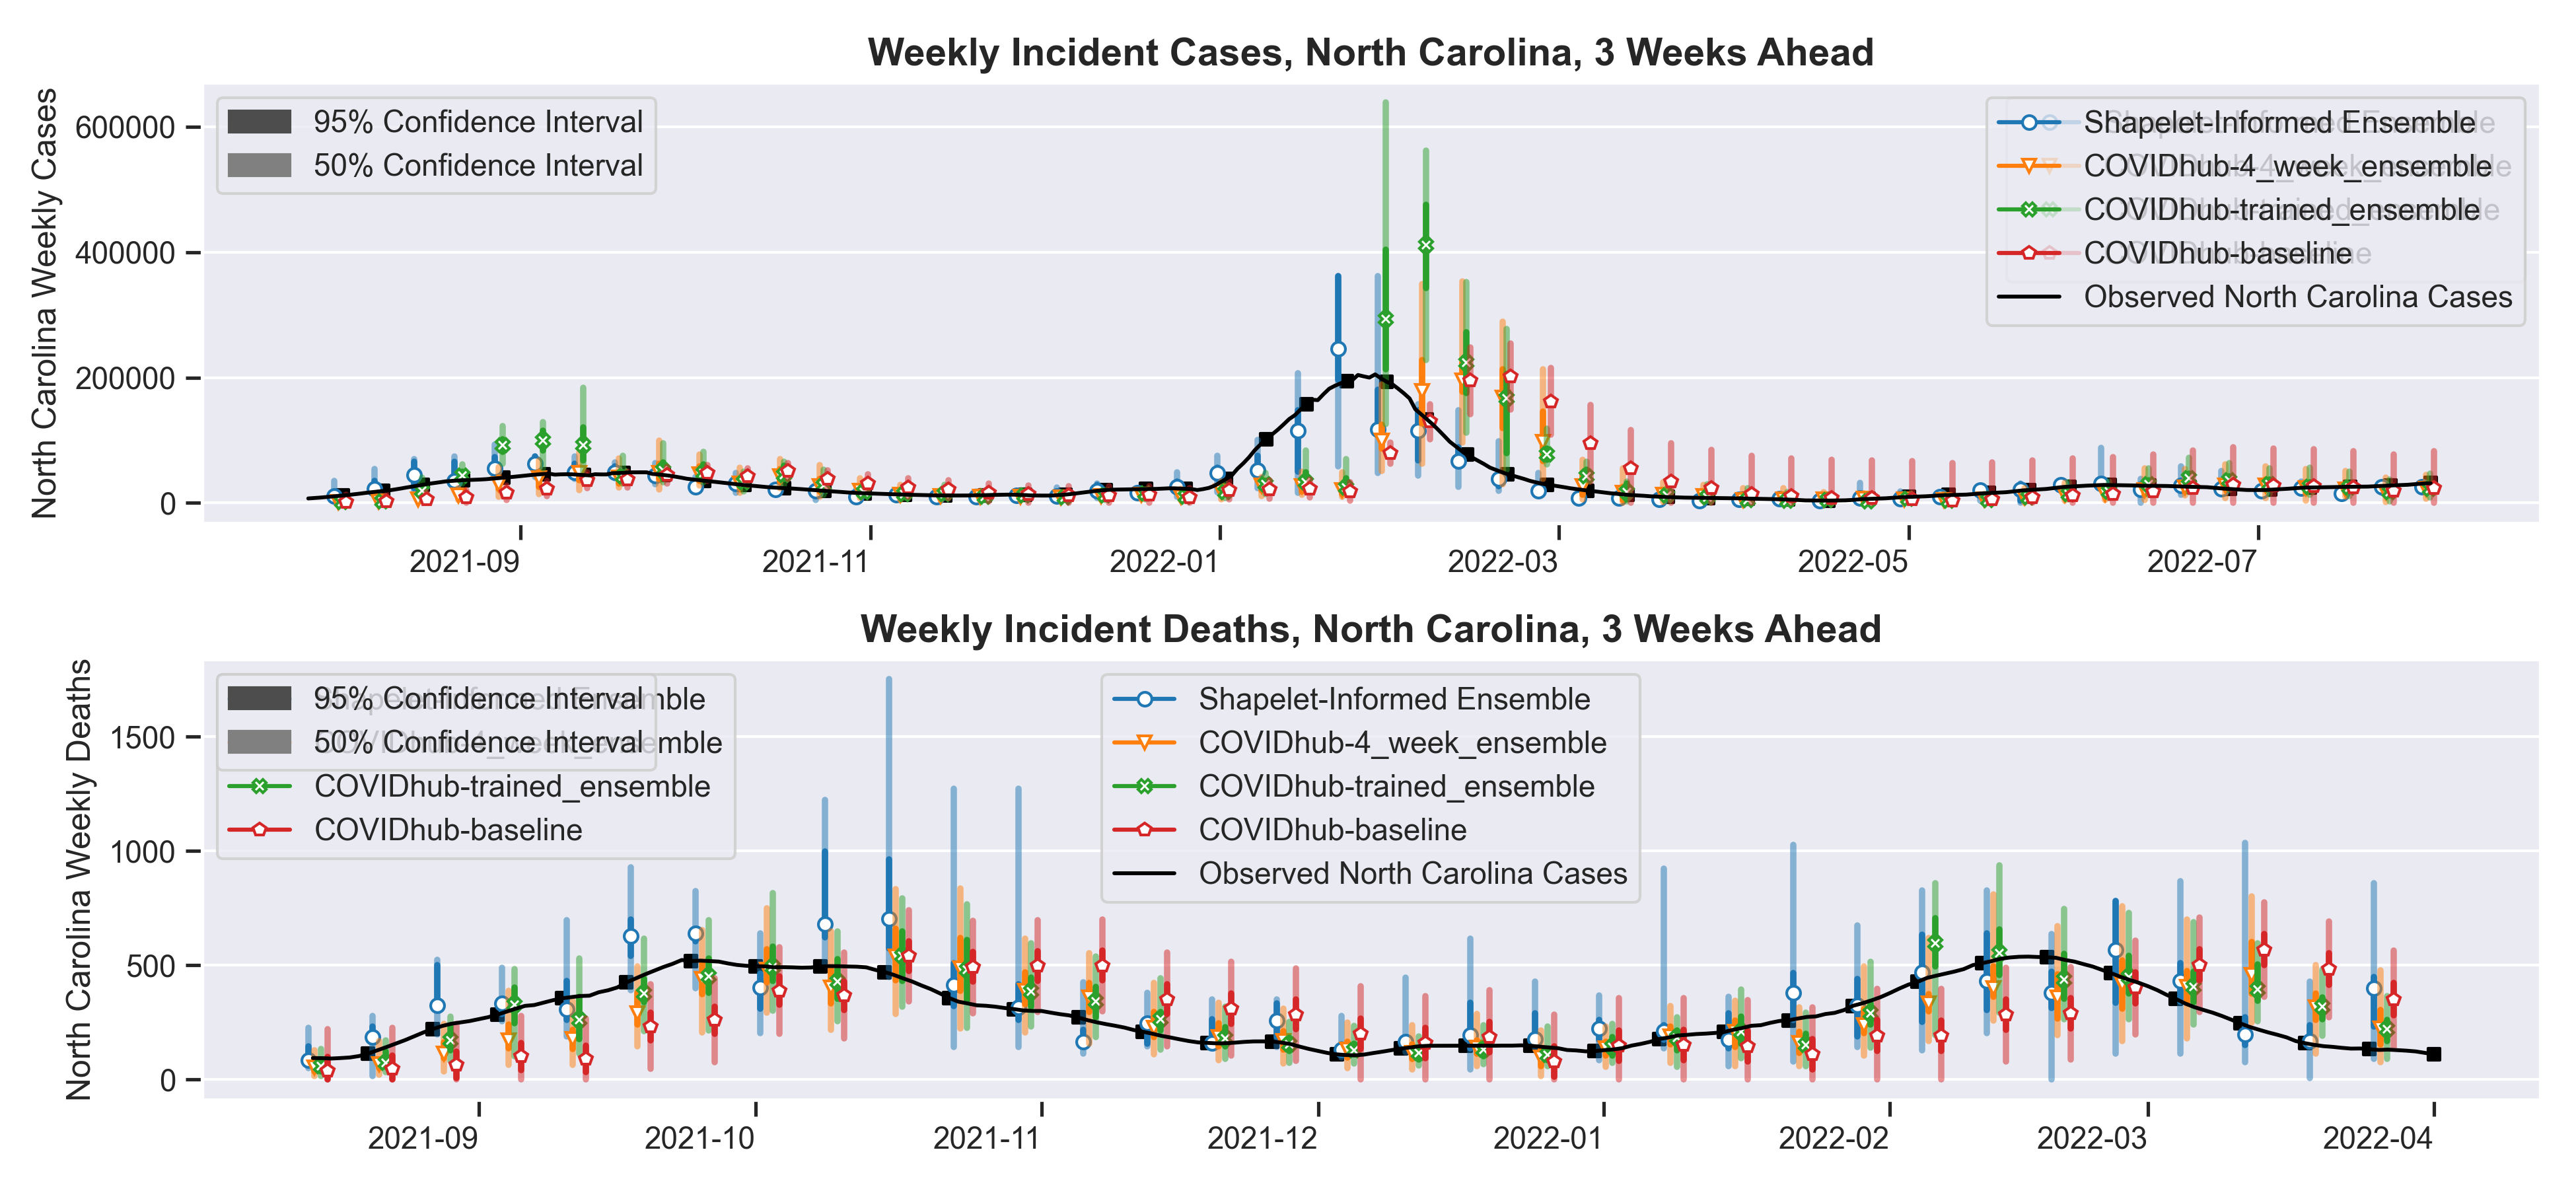 Weekly Incident Cases, North Carolina, 3 Weeks Ahead
North Carolina Weekly Cases
600000
400000
200000
0
95% Confidence Interval
50% Confidence Interval
Shapelet-Informed Ensemble
COVIDhub-4_week_ensemble
COVIDhub-trained_ensemble
COVIDhub-baseline
Observed North Carolina Cases
2021-09
2021-11
2022-01
2022-03
2022-05
2022-07
Weekly Incident Deaths, North Carolina, 3 Weeks Ahead
North Carolina Weekly Deaths
1500
1000
500
0
95% Confidence Interval
50% Confidence Interval
COVIDhub-trained_ensemble
COVIDhub-baseline
Shapelet-Informed Ensemble
COVIDhub-4_week_ensemble
COVIDhub-trained_ensemble
COVIDhub-baseline
Observed North Carolina Cases
2021-09
2021-10
2021-11
2021-12
2022-01
2022-02
2022-03
2022-04